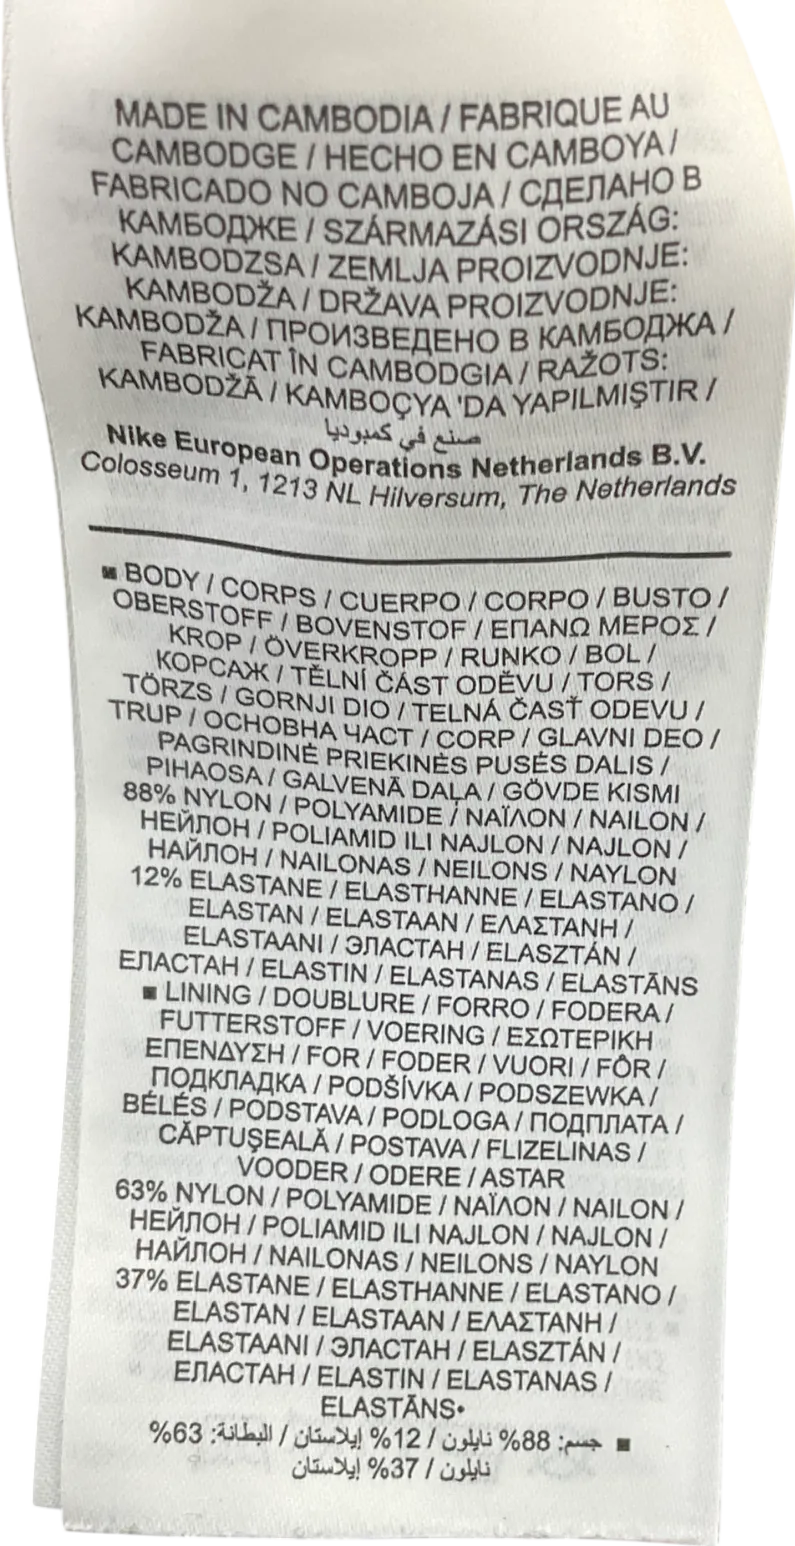 MADE IN CAMBODIA / FABRIQUE AU
CAMBODGE / HECHO EN CAMBOYA /
FABRICADO NO CAMBOJA / СДЕЛАНО В
КАМБОДЖЕ / SZÁRMAZÁSI ORSZÁG:
KAMBODZSA / ZEMLJA PROIZVODNJE:
KAMBODŽA / DRŽAVA PROIZVODNJE:
KAMBODŽA / ПРОИЗВЕДЕНО В КАМБОДЖА /
FABRICAT ÎN CAMBODGIA / RAŽOTS:
KAMBODŽĀ / KAMBOÇYA 'DA YAPILMIŞTIR /
صنع في كمبوديا
Nike European Operations Netherlands B.V.
Colosseum 1, 1213 NL Hilversum, The Netherlands
■ BODY / CORPS / CUERPO / CORPO / BUSTO /
OBERSTOFF / BOVENSTOF / ΕΠΑΝΩ ΜΕΡΟΣ /
KROP / ÖVERKROPP / RUNKO / BOL /
КОРСАЖ / TĚLNÍ ČÁST ODĚVU / TORS /
TÖRZS / GORNJI DIO / TELNÁ ČASŤ ODEVU /
TRUP / ОСНОВНА ЧАСТ / CORP / GLAVNI DEO /
PAGRINDINĖ PRIEKINĖS PUSĖS DALIS /
PIHAOSA / GALVENĀ DAĻA / GÖVDE KISMI
88% NYLON / POLYAMIDE / ΝΑΪΛΟΝ / NAILON /
НЕЙЛОН / POLIAMID ILI NAJLON / NAJLON /
НАЙЛОН / NAILONAS / NEILONS / NAYLON
12% ELASTANE / ELASTHANNE / ELASTANO /
ELASTAN / ELASTAAN / ΕΛΑΣΤΑΝΗ /
ELASTAANI / ЭЛАСТАН / ELASZTÁN /
ЕЛАСТАН / ELASTIN / ELASTANAS / ELASTĀNS
■ LINING / DOUBLURE / FORRO / FODERA /
FUTTERSTOFF / VOERING / ΕΣΩΤΕΡΙΚΗ
ΕΠΕΝΔΥΣΗ / FOR / FODER / VUORI / FÔR /
ПОДКЛАДКА / PODŠÍVKA / PODSZEWKA /
BÉLÉS / PODSTAVA / PODLOGA / ПОДПЛАТА /
CĂPTUŞEALĂ / POSTAVA / FLIZELINAS /
VOODER / ODERE / ASTAR
63% NYLON / POLYAMIDE / ΝΑΪΛΟΝ / NAILON /
НЕЙЛОН / POLIAMID ILI NAJLON / NAJLON /
НАЙЛОН / NAILONAS / NEILONS / NAYLON
37% ELASTANE / ELASTHANNE / ELASTANO /
ELASTAN / ELASTAAN / ΕΛΑΣΤΑΝΗ /
ELASTAANI / ЭЛАСТАН / ELASZTÁN /
ЕЛАСТАН / ELASTIN / ELASTANAS /
ELASTĀNS•
■ جسم: 88% نايلون / 12% إيلاستان / البطانة: 63%
نايلون / 37% إيلاستان